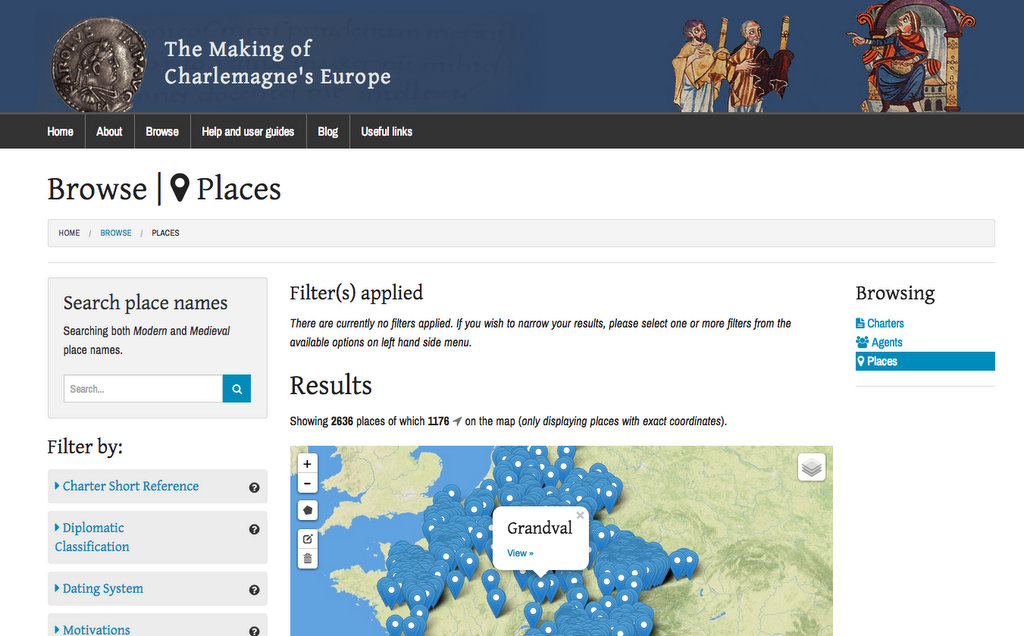 The Making of
Charlemagne's Europe
Home
About
Browse
Help and user guides
Blog
Useful links
Browse | Places
HOME / BROWSE / PLACES
Search place names
Searching both Modern and Medieval
place names.
Search...
Filter by:
Charter Short Reference
Diplomatic
Classification
Dating System
Motivations
Filter(s) applied
There are currently no filters applied. If you wish to narrow your results, please select one or more filters from the
available options on left hand side menu.
Results
Showing 2636 places of which 1176 on the map (only displaying places with exact coordinates).
+
−
Grandval
×
View »
Browsing
Charters
Agents
Places